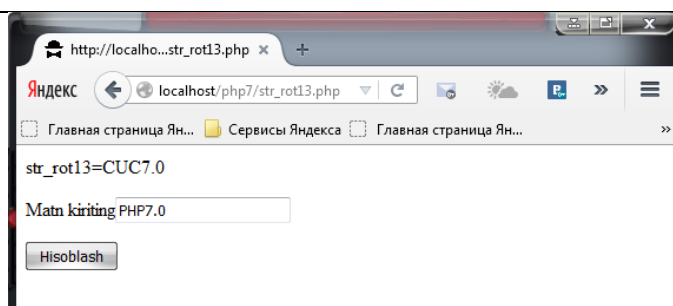 http://localho...str_rot13.php
Яндекс localhost/php7/str_rot13.php
Главная страница Ян... Сервисы Яндекса Главная страница Ян...
str_rot13=CUC7.0
Matn kiriting PHP7.0
Hisoblash